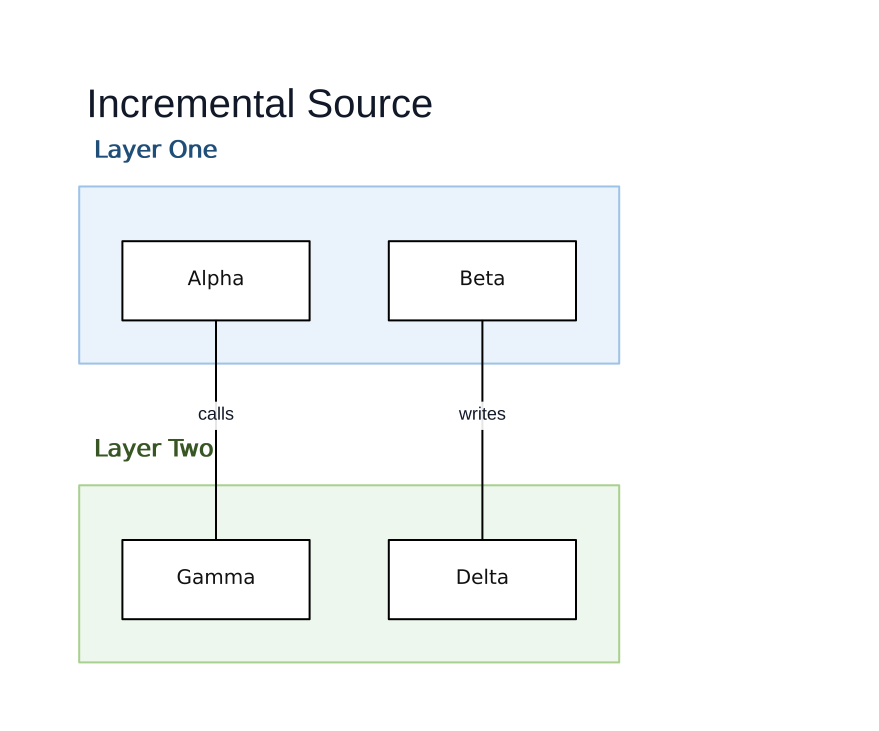 Incremental Source
Layer One
Alpha
Beta
calls
writes
Layer Two
Gamma
Delta